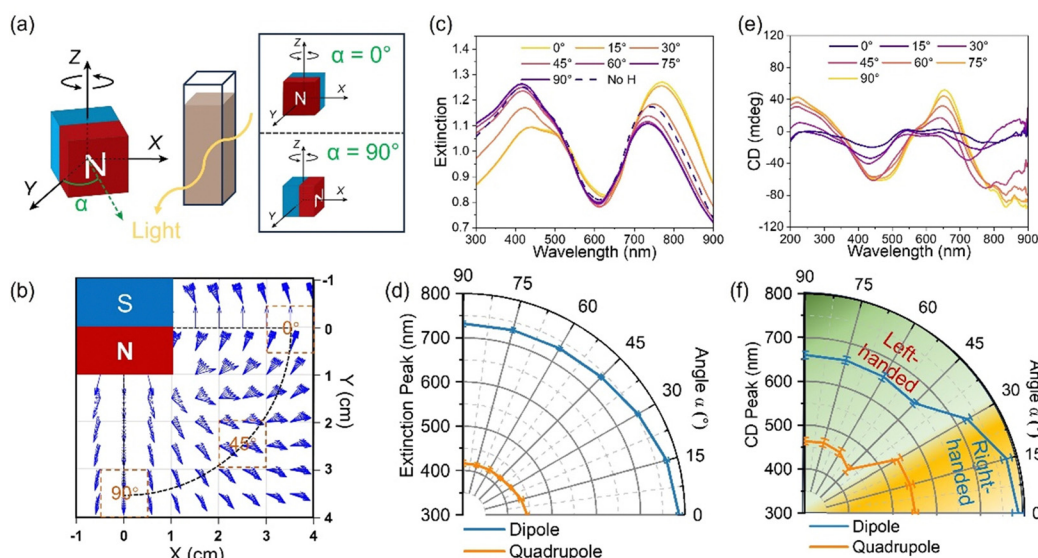 (a)
Z
N
X
Y
α
Light
Z
α = 0°
N
X
Y
Z
α = 90°
N
X
Y
(c)
1.4
1.3
1.2
1.1
1.0
0.9
0.8
0.7
Extinction
0° 15° 30°
45° 60° 75°
90° No H
300 400 500 600 700 800 900
Wavelength (nm)
(e)
120
80
40
0
-40
-80
-120
CD (mdeg)
0° 15° 30°
45° 60° 75°
90°
200 300 400 500 600 700 800 900
Wavelength (nm)
(b)
S
N
0°
45°
90°
-1
0
1
2
3
4
Y (cm)
-1 0 1 2 3 4
X (cm)
(d)
90
75
60
45
30
15
0
Angle α (°)
800
700
600
500
400
300
Extinction Peak (nm)
Dipole
Quadrupole
(f)
90
75
60
45
30
15
0
Angle α (°)
800
700
600
500
400
300
CD Peak (nm)
Left-
handed
Right-
handed
Dipole
Quadrupole